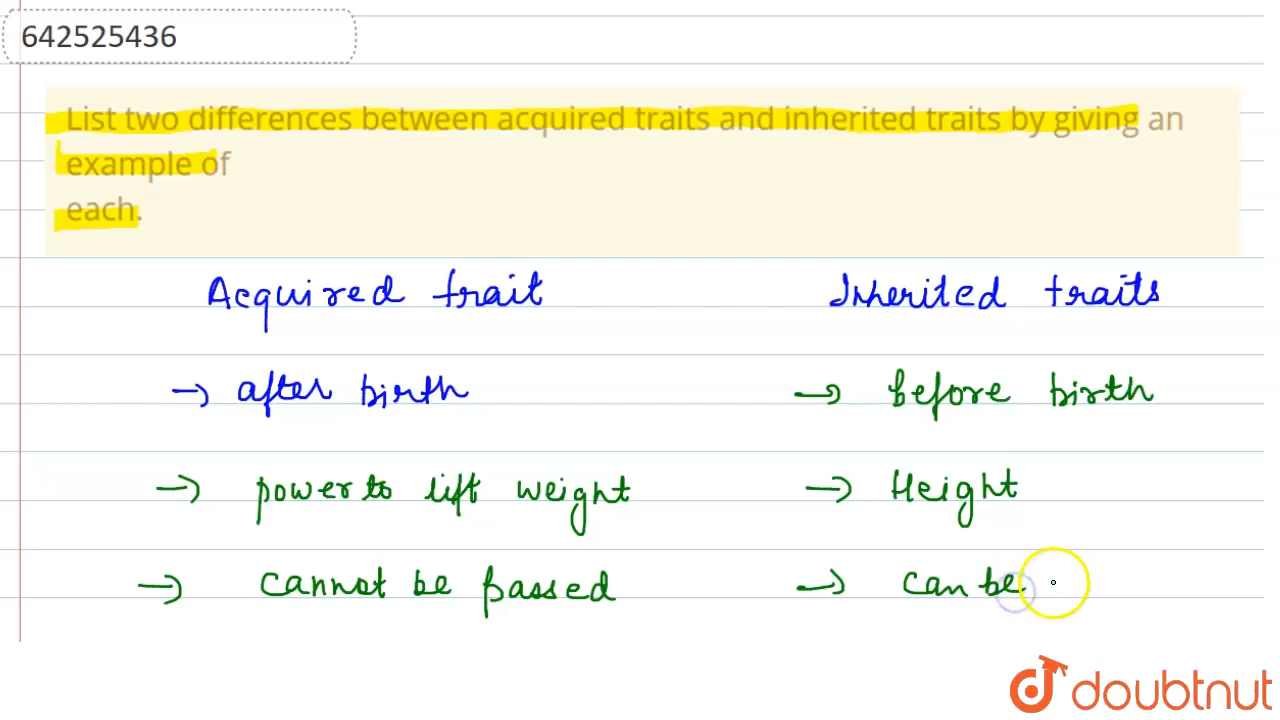 642525436
List two differences between acquired traits and inherited traits by giving an
example of
each.
Acquired trait Inherited traits
→ after birth → before birth
→ power to lift weight → Height
→ cannot be passed → can be
doubtnut